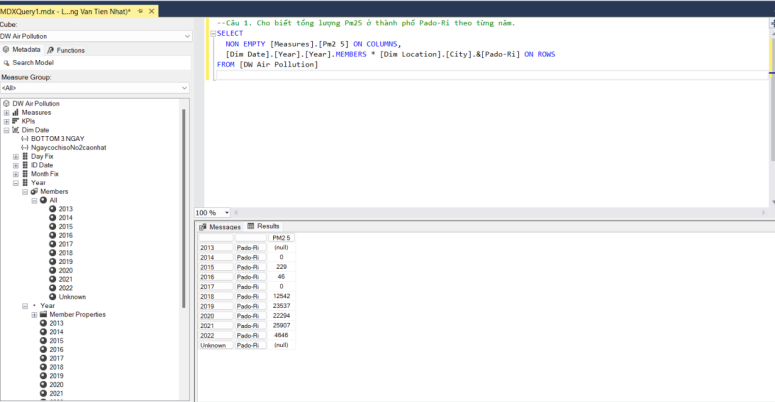 MDXQuery1.mdx - L...ng Van Tien Nhat)*
Cube:
DW Air Pollution
Metadata Functions
Search Model
Measure Group:
<All>
DW Air Pollution
Measures
KPIs
Dim Date
BOTTOM 3 NGAY
NgaycochisoNo2caonhat
Day Fix
ID Date
Month Fix
Year
Members
All
2013
2014
2015
2016
2017
2018
2019
2020
2021
2022
Unknown
Year
Member Properties
2013
2014
2015
2016
2017
2018
2019
2020
2021
--Câu 1. Cho biết tổng lượng Pm25 ở thành phố Pado-Ri theo từng năm.
SELECT
NON EMPTY [Measures].[Pm2 5] ON COLUMNS,
[Dim Date].[Year].[Year].MEMBERS * [Dim Location].[City].&[Pado-Ri] ON ROWS
FROM [DW Air Pollution]
100 %
Messages Results
PM2 5
2013 Pado-Ri (null)
2014 Pado-Ri 0
2015 Pado-Ri 229
2016 Pado-Ri 46
2017 Pado-Ri 0
2018 Pado-Ri 12542
2019 Pado-Ri 23537
2020 Pado-Ri 22294
2021 Pado-Ri 25907
2022 Pado-Ri 4646
Unknown Pado-Ri (null)